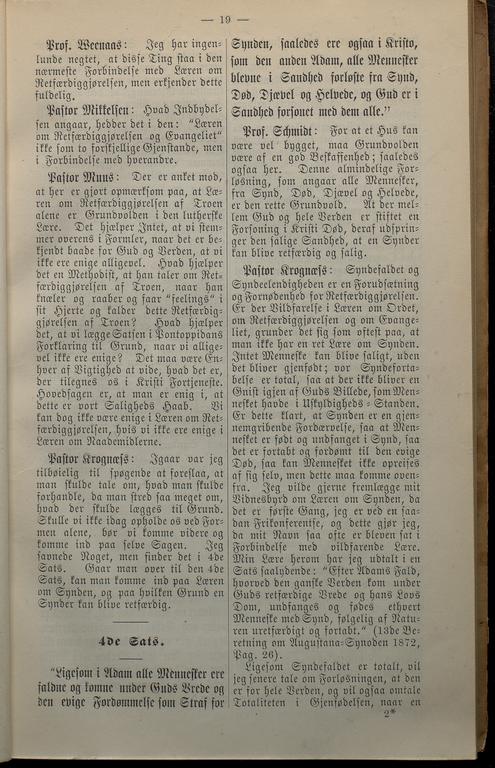 — 19 —
Prof. Weenaas: Jeg har ingen-
lunde negtet, at disse Ting staa i den
nærmeste Forbindelse med Læren om
Retfærdiggjørelsen, men erkjender dette
fuldelig.
Pastor Mikkelsen: Hvad Indbydel-
sen angaar, hedder det i den: "Læren
om Retfærdiggjørelsen og Evangeliet"
ikke som to forskjellige Gjenstande, men
i Forbindelse med hverandre.
Pastor Muus: Der er anket mod,
at her er gjort opmærksom paa, at Læ-
ren om Retfærdiggjørelsen af Troen
alene er Grundvolden i den lutherske
Lære. Det hjælper Intet, at vi stem-
mer overens i Formler, naar det er be-
kjendt baade for Gud og Verden, at vi
ikke ere enige alligevel. Hvad hjælper
det en Methodist, at han taler om Ret-
færdiggjørelsen af Troen, naar han
knæler og raaber og faar "feelings" i
sit Hjerte og kalder dette Retfærdig-
gjørelsen af Troen? Hvad hjælper
det, at vi lægge Satsen i Pontoppidans
Forklaring til Grund, naar vi allige-
vel ikke ere enige? Det maa være En-
hver af Vigtighed at vide, hvad det er,
der tilegnes os i Kristi Fortjeneste.
Hovedsagen er, at man er enig i, at
dette er vort Saligheds Haab. Vi
kan dog ikke være enige i Læren om Ret-
færdiggjørelsen, hvis vi ikke ere enige i
Læren om Naademidlerne.
Pastor Krognæss: Igaar var jeg
tilbøielig til spøgende at foreslaa, at
man skulde tale om, hvad man skulde
forhandle, da man stred saa meget om,
hvad der skulde lægges til Grund.
Skulle vi ikke idag opholde os ved For-
men alene, bør vi komme videre og
komme ind paa selve Sagen. Jeg
savnede Noget, men finder det i 4de
Sats. Gaar man over til den 4de
Sats, kan man komme ind paa Læren
om Synden, og paa hvilken Grund en
Synder kan blive retfærdig.
4de Sats.
"Ligesom i Adam alle Mennesker ere
faldne og komne under Guds Vrede og
den evige Fordømmelse som Straf for
Synden, saaledes ere ogsaa i Kristo,
som den anden Adam, alle Mennesker
blevne i Sandhed forløste fra Synd,
Død, Djævel og Helvede, og Gud er i
Sandhed forsonet med dem alle."
Prof. Schmidt: For at et Hus kan
være vel bygget, maa Grundvolden
være af en god Beskaffenhed; saaledes
ogsaa her. Denne almindelige For-
løsning, som angaar alle Mennesker,
fra Synd, Død, Djævel og Helvede,
er den rette Grundvold. At der mel-
lem Gud og hele Verden er stiftet en
Forsoning i Kristi Død, deraf udsprin-
ger den salige Sandhed, at en Synder
kan blive retfærdig og salig.
Pastor Krognæss: Syndefaldet og
Syndeelendigheden er en Forudsætning
og Fornødenhed for Retfærdiggjørelsen.
Er der Vildfarelse i Læren om Ordet,
om Retfærdiggjørelsen og om Evange-
liet, grunder det sig som oftest paa, at
man ikke har en ret Lære om Synden.
Intet Menneske kan blive saligt, uden
det bliver gjenfødt; vor Syndeforta-
belse er total, saa at der ikke bliver en
Gnist igjen af Guds Billede, som Men-
nesket havde i Uskyldigheds-Standen.
Er dette klart, at Synden er en gjen-
nemgribende Fordærvelse, saa at Men-
nesket er født og undfanget i Synd, saa
det er fortabt og fordømt til den evige
Død, saa kan Mennesket ikke opreises
af sig selv, men dette maa komme oven-
fra. Jeg vilde gjerne fremlægge mit
Vidnesbyrd om Læren om Synden, da
det er første Gang, jeg er ved en saa-
dan Frikonferentse, og dette gjør jeg,
da mit Navn saa ofte er bleven sat i
Forbindelse med vildfarende Lære.
Min Lære herom har jeg udtalt i en
Sats saalydende: "Efter Adams Fald,
hvorved den ganske Verden kom under
Guds retfærdige Vrede og hans Lovs
Dom, undfanges og fødes ethvert
Menneske med Synd, følgelig af Natu-
ren uretfærdigt og fortabt." (13de Be-
retning om Augustana-Synoden 1872,
Pag. 26).
Ligesom Syndefaldet er totalt, vil
jeg senere tale om Forløsningen, at den
er for hele Verden, og vil ogsaa omtale
Totaliteten i Gjenfødelsen, naar en
2*